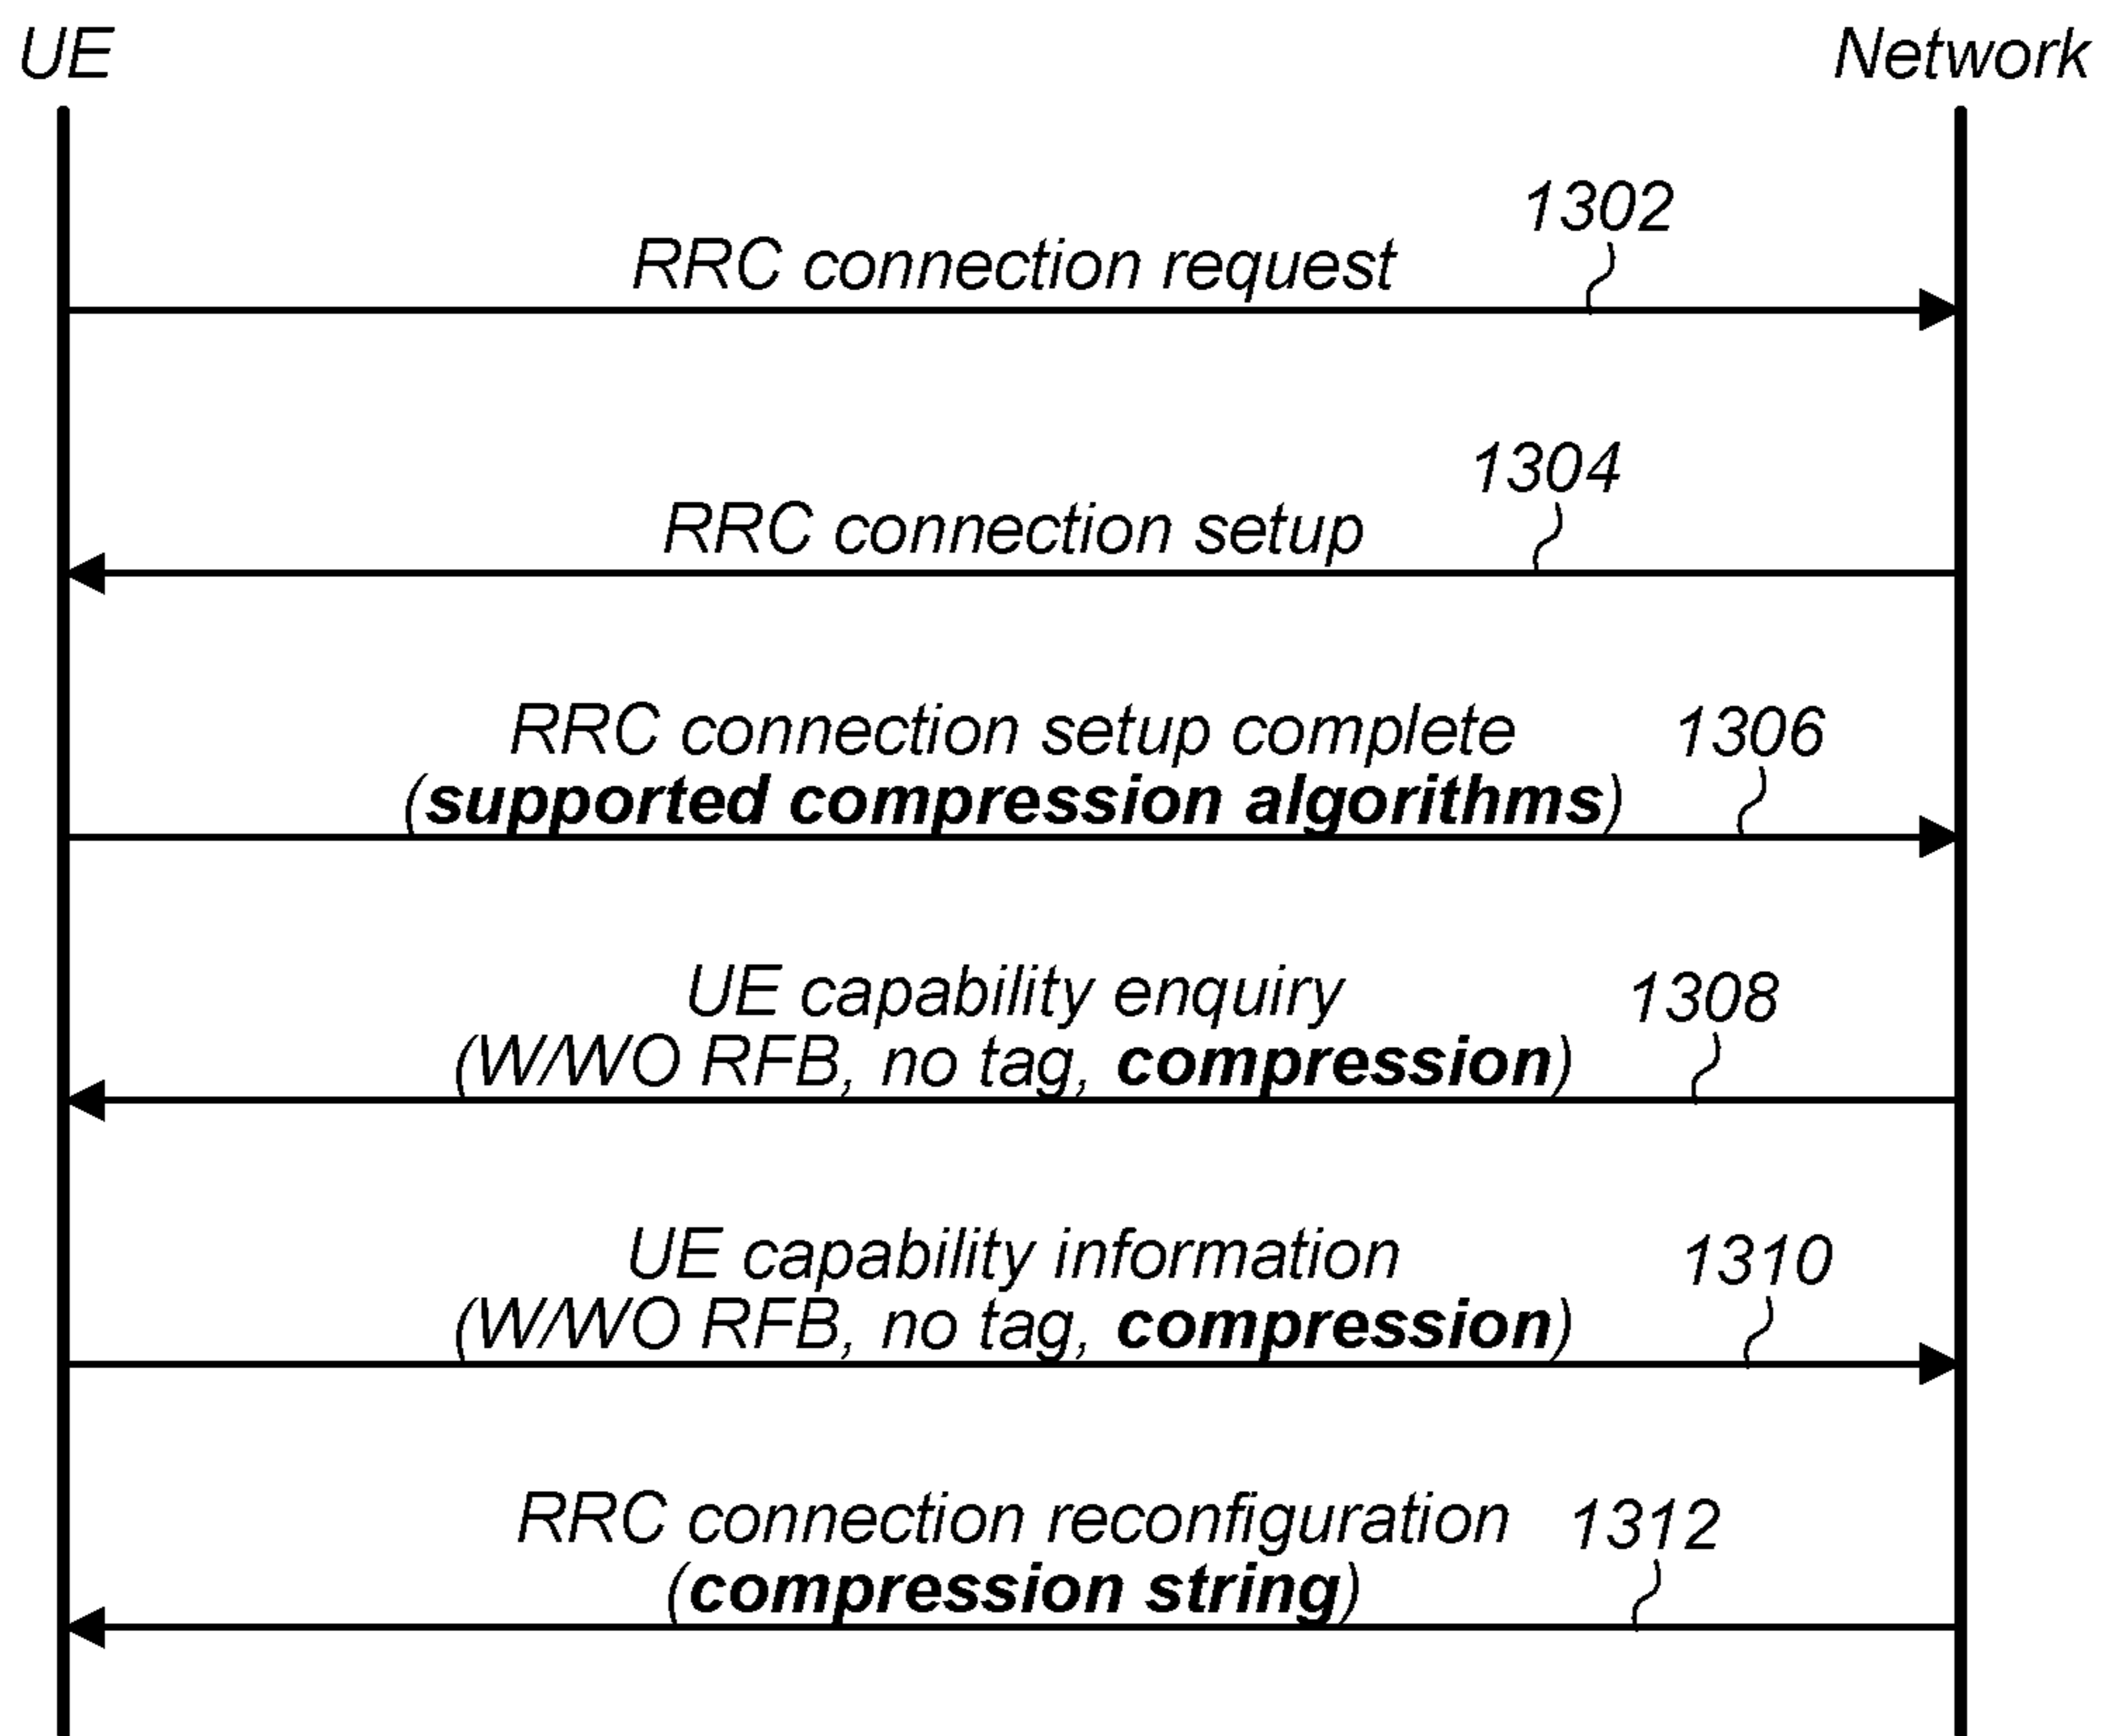 UE
Network
1302
RRC connection request
1304
RRC connection setup
RRC connection setup complete
1306
(supported compression algorithms)
UE capability enquiry
1308
(W/WO RFB, no tag, compression)
UE capability information
1310
(W/WO RFB, no tag, compression)
RRC connection reconfiguration
1312
(compression string)